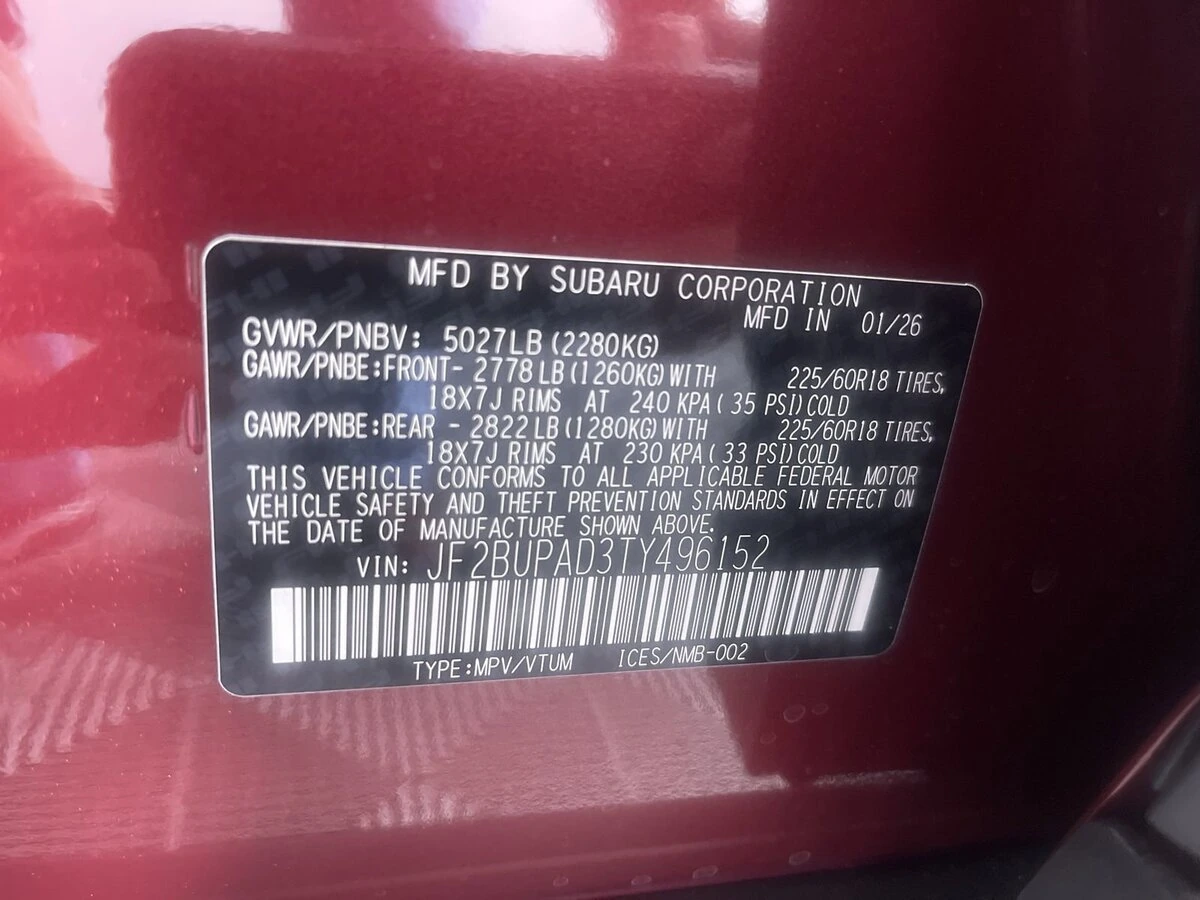 MFD BY SUBARU CORPORATION
MFD IN 01/26
GVWR/PNBV: 5027LB (2280KG)
GAWR/PNBE:FRONT- 2778 LB (1260KG) WITH 225/60R18 TIRES,
18X7J RIMS AT 240 KPA ( 35 PSI) COLD
GAWR/PNBE:REAR - 2822 LB (1280KG) WITH 225/60R18 TIRES,
18X7J RIMS AT 230 KPA ( 33 PSI) COLD
THIS VEHICLE CONFORMS TO ALL APPLICABLE FEDERAL MOTOR
VEHICLE SAFETY AND THEFT PREVENTION STANDARDS IN EFFECT ON
THE DATE OF MANUFACTURE SHOWN ABOVE.
VIN: JF2BUPAD3TY496152
TYPE:MPV/VTUM ICES/NMB-002